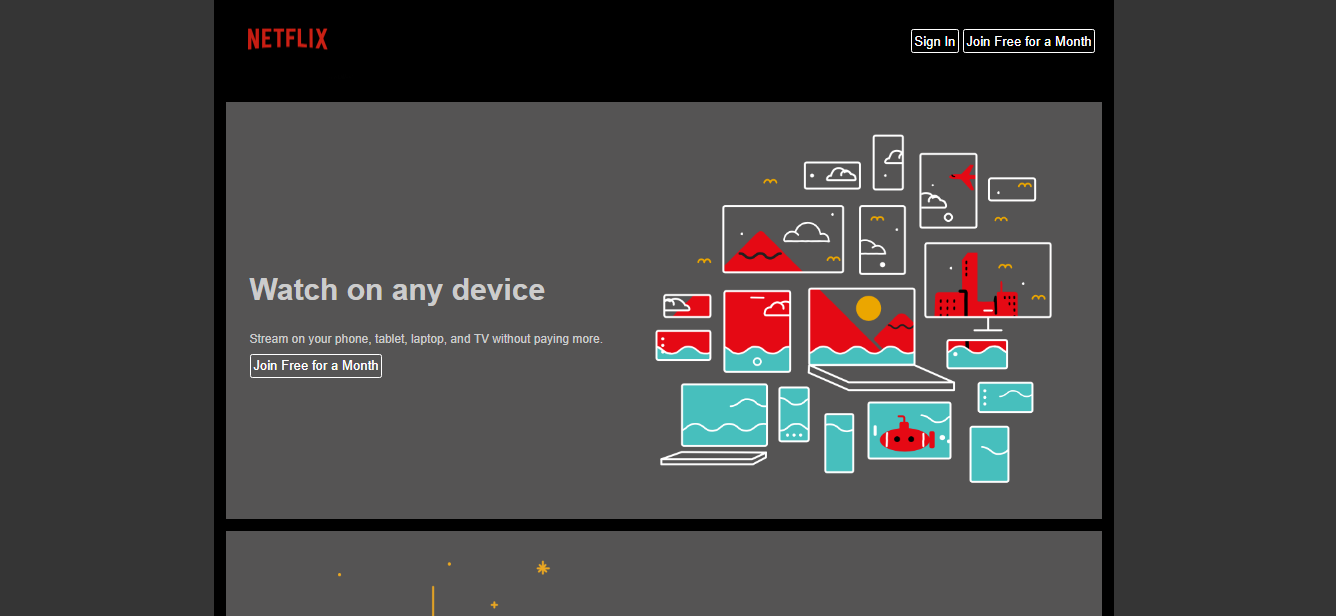 NETFLIX
Sign In
Join Free for a Month
Watch on any device
Stream on your phone, tablet, laptop, and TV without paying more.
Join Free for a Month